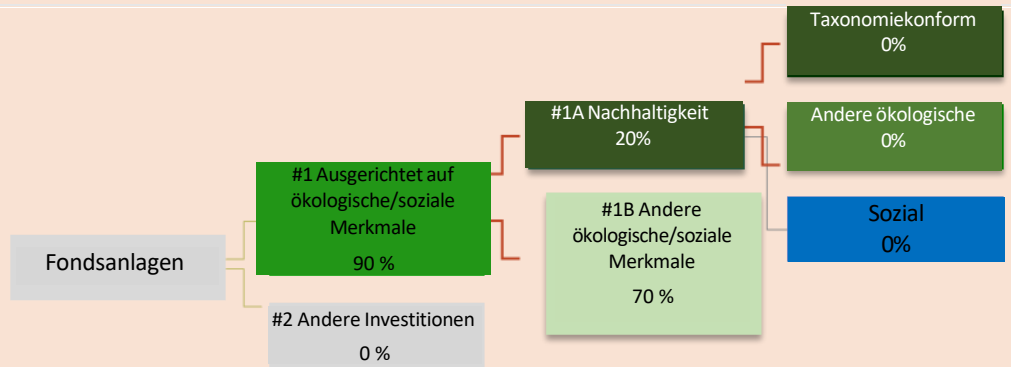 Fondsanlagen
#1 Ausgerichtet auf
ökologische/soziale
Merkmale
90 %
#2 Andere Investitionen
0 %
#1A Nachhaltigkeit
20%
#1B Andere
ökologische/soziale
Merkmale
70 %
Taxonomiekonform
0%
Andere ökologische
0%
Sozial
0%